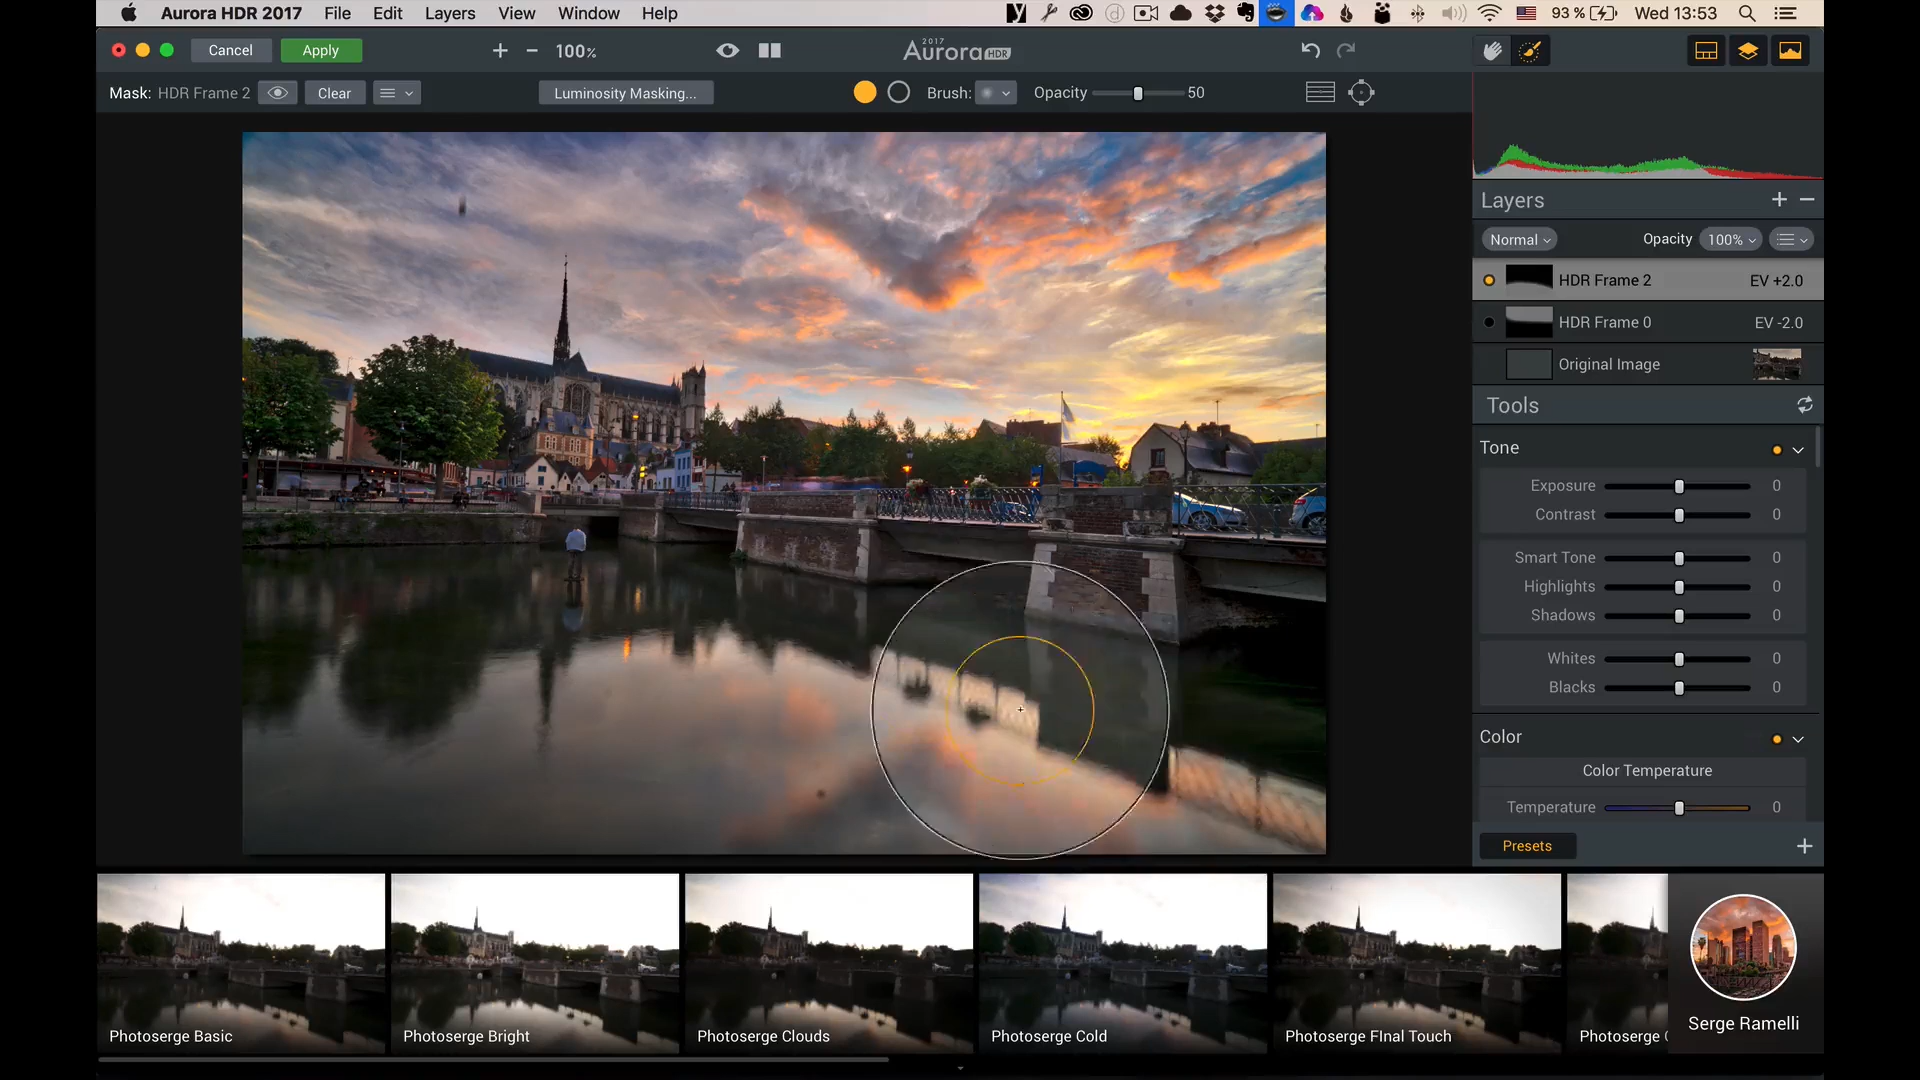 Aurora HDR 2017 File Edit Layers View Window Help 93 % Wed 13:53
Cancel Apply 100% 2017 Aurora HDR
Mask: HDR Frame 2 Clear Luminosity Masking... Brush: Opacity 50
Layers
Normal Opacity 100%
HDR Frame 2 EV +2.0
HDR Frame 0 EV -2.0
Original Image
Tools
Tone
Exposure 0
Contrast 0
Smart Tone 0
Highlights 0
Shadows 0
Whites 0
Blacks 0
Color
Color Temperature
Temperature 0
Presets
Photoserge Basic
Photoserge Bright
Photoserge Clouds
Photoserge Cold
Photoserge FInal Touch
Photoserge
Serge Ramelli